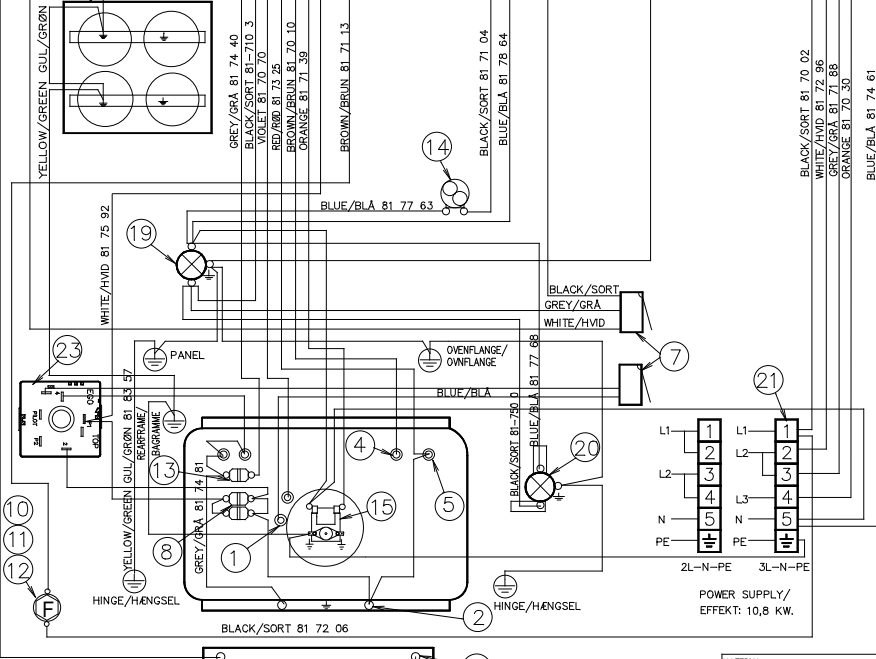 YELLOW/GREEN GUL/GRØN
GREY/GRÅ 81 74 40
BLACK/SORT 81-710 3
VIOLET 81 70 70
RED/RØD 81 73 25
BROWN/BRUN 81 70 10
ORANGE 81 71 39
BROWN/BRUN 81 71 13
BLACK/SORT 81 71 04
BLUE/BLÅ 81 78 64
BLACK/SORT 81 70 02
WHITE/HVID 81 72 96
GREY/GRÅ 81 71 88
ORANGE 81 70 30
BLUE/BLÅ 81 74 61
14
BLUE/BLÅ 81 77 63
19
WHITE/HVID 81 75 92
BLACK/SORT
GREY/GRÅ
WHITE/HVID
7
23
PANEL
OVENFLANGE/
OVNFLANGE
BLUE/BLÅ 81 77 68
21
BLUE/BLÅ
EGO
PILOT
P1
P2
2
TOP
YELLOW/GREEN GUL/GRØN 81 83 57
REARFRAME/
BAGRAMME
BLACK/SORT 81-750 0
4
5
13
GREY/GRÅ 81 74 81
15
20
8
1
10
11
12
F
L1
L2
N
PE
1
2
3
4
5
2L-N-PE
L1
L2
L3
N
PE
1
2
3
4
5
3L-N-PE
HINGE/HÆNGSEL
2
HINGE/HÆNGSEL
POWER SUPPLY/
EFFEKT: 10,8 KW.
BLACK/SORT 81 72 06